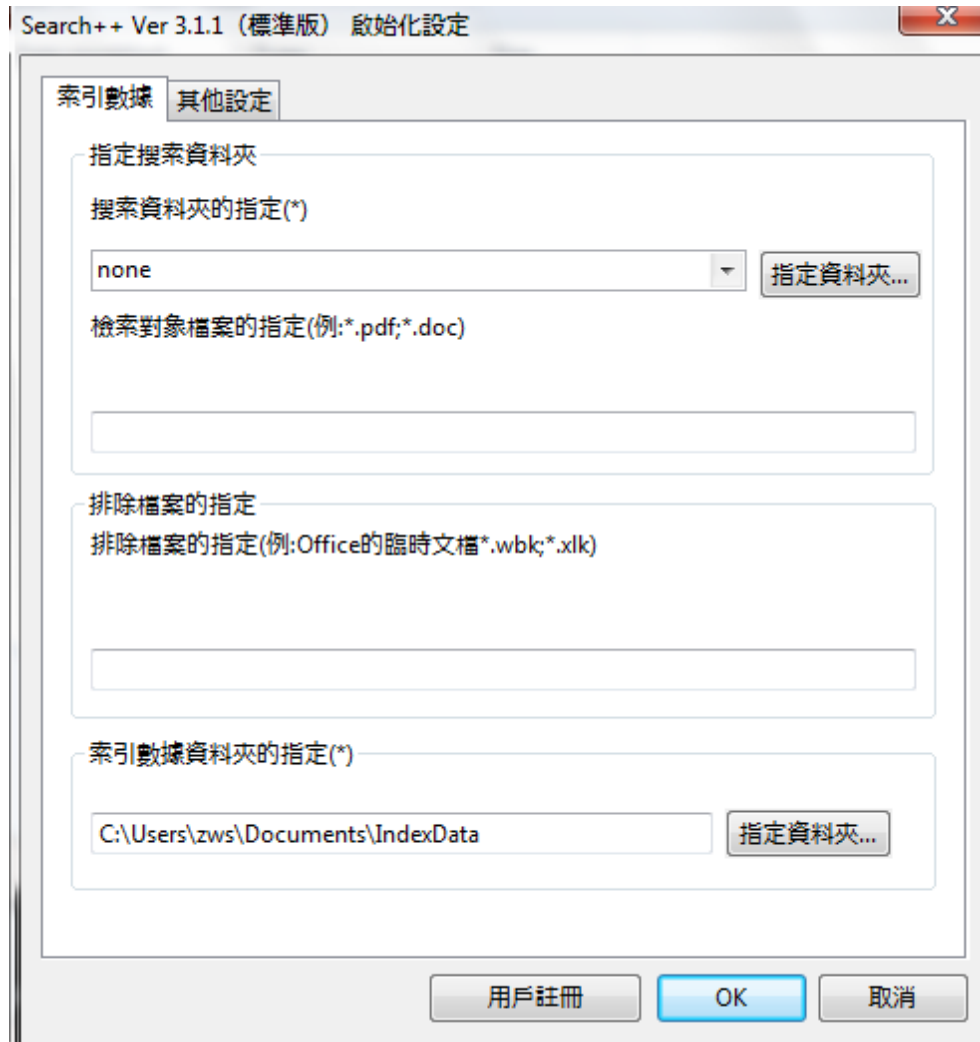 Search++ Ver 3.1.1（標準版） 啟始化設定
索引數據 其他設定
指定搜索資料夾
搜索資料夾的指定(*)
none 指定資料夾...
檢索對象檔案的指定(例:*.pdf;*.doc)
排除檔案的指定
排除檔案的指定(例:Office的臨時文檔*.wbk;*.xlk)
索引數據資料夾的指定(*)
C:\Users\zws\Documents\IndexData 指定資料夾...
用戶註冊 OK 取消